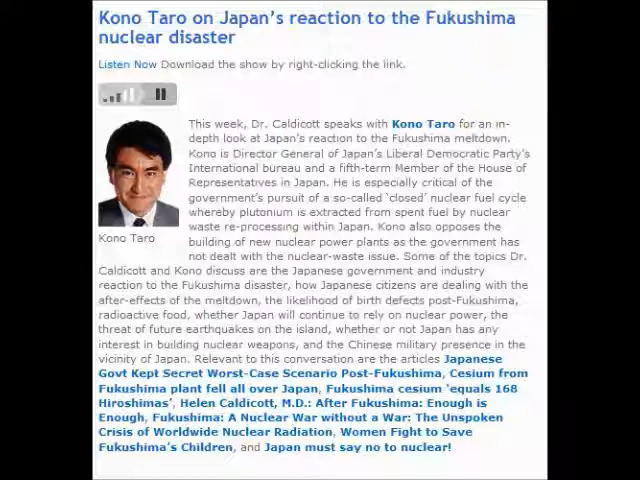 Kono Taro on Japan's reaction to the Fukushima
nuclear disaster
Listen Now Download the show by right-clicking the link.
This week, Dr. Caldicott speaks with Kono Taro for an in-
depth look at Japan's reaction to the Fukushima meltdown.
Kono is Director General of Japan's Liberal Democratic Party's
International bureau and a fifth-term Member of the House of
Representatives in Japan. He is especially critical of the
government's pursuit of a so-called 'closed' nuclear fuel cycle
whereby plutonium is extracted from spent fuel by nuclear
waste re-processing within Japan. Kono also opposes the
Kono Taro
building of new nuclear power plants as the government has
not dealt with the nuclear-waste issue. Some of the topics Dr.
Caldicott and Kono discuss are the Japanese government and industry
reaction to the Fukushima disaster, how Japanese citizens are dealing with the
after-effects of the meltdown, the likelihood of birth defects post-Fukushima,
radioactive food, whether Japan will continue to rely on nuclear power, the
threat of future earthquakes on the island, whether or not Japan has any
interest in building nuclear weapons, and the Chinese military presence in the
vicinity of Japan. Relevant to this conversation are the articles Japanese
Govt Kept Secret Worst-Case Scenario Post-Fukushima, Cesium from
Fukushima plant fell all over Japan, Fukushima cesium 'equals 168
Hiroshimas', Helen Caldicott, M.D.: After Fukushima: Enough is
Enough, Fukushima: A Nuclear War without a War: The Unspoken
Crisis of Worldwide Nuclear Radiation, Women Fight to Save
Fukushima's Children, and Japan must say no to nuclear!